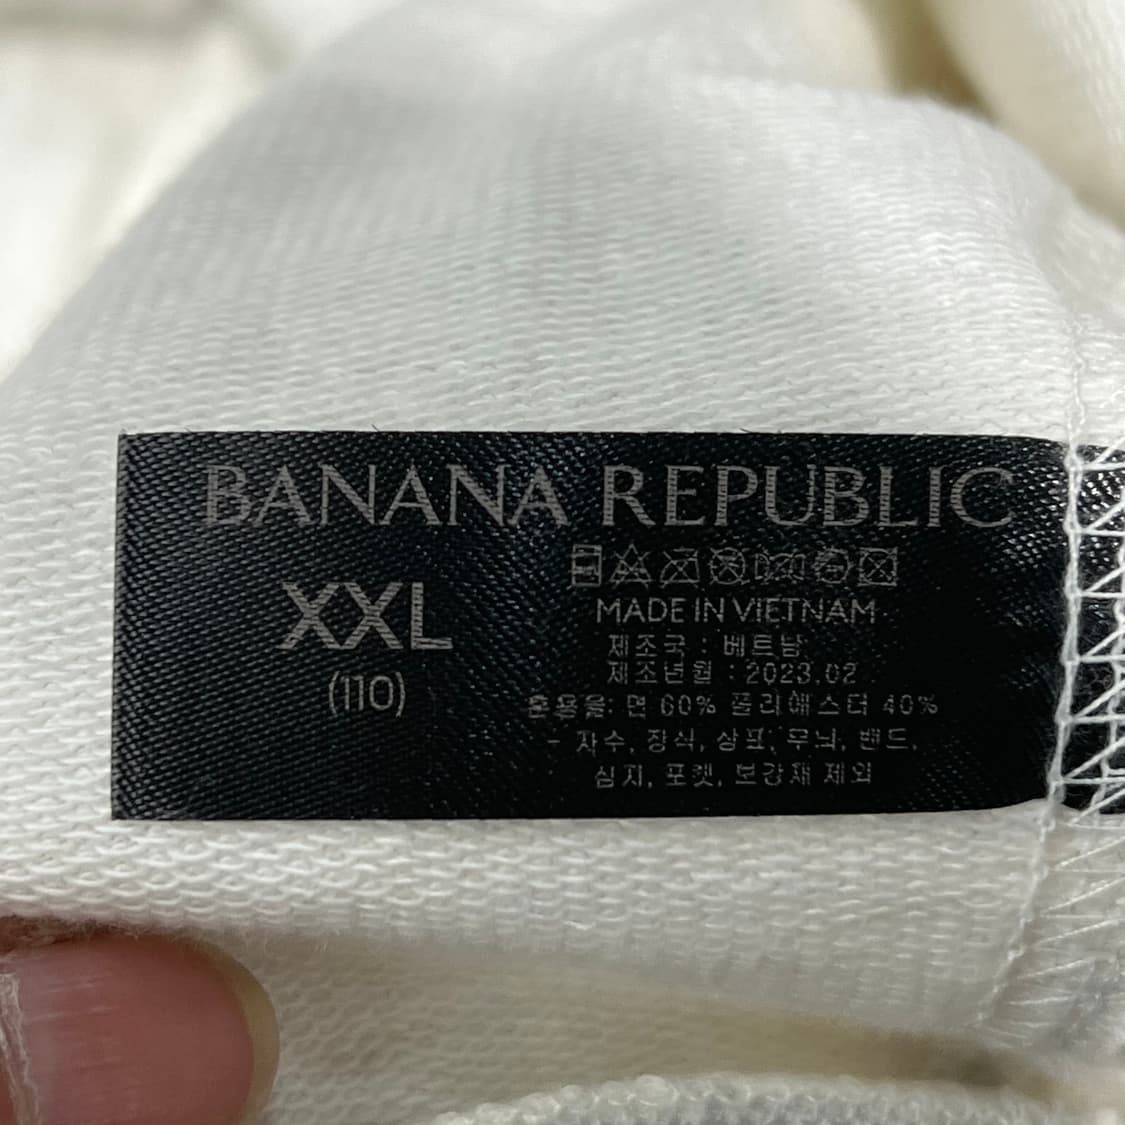 BANANA REPUBLIC
XXL
(110)
MADE IN VIETNAM
제조국 : 베트남
제조년월 : 2023.02
혼용율: 면 60% 폴리에스터 40%
- 자수, 장식, 상표, 무늬, 밴드,
심지, 포켓, 보강재 제외